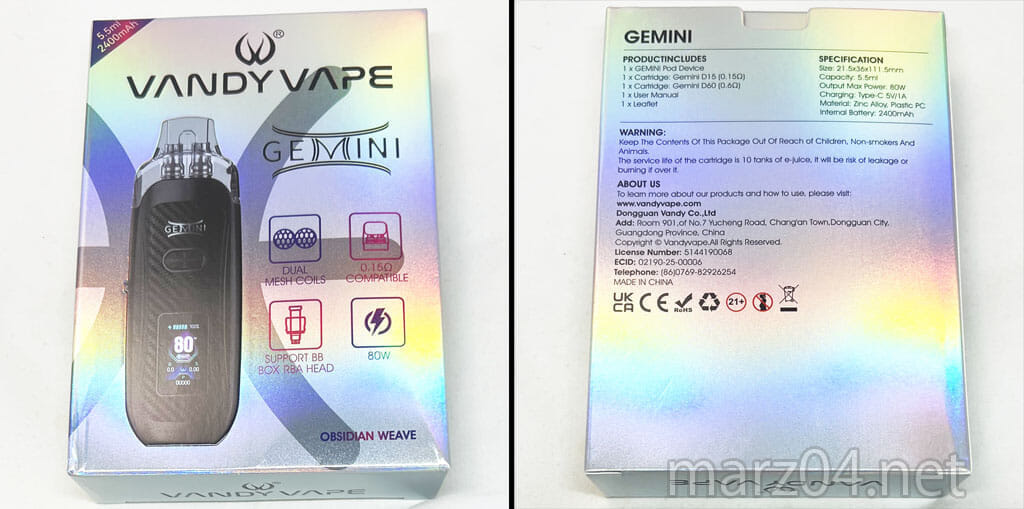 5.5ml
2400mAh
®
VANDY VAPE
GEMINI
GEMINI
DUAL
MESH COILS
0.15Ω
COMPATIBLE
80
SUPPORT BB
BOX RBA HEAD
80W
OBSIDIAN WEAVE
VANDY VAPE
GEMINI
PRODUCTINCLUDES
1 x GEMINI Pod Device
1 x Cartridge: Gemini D15 (0.15Ω)
1 x Cartridge: Gemini D60 (0.6Ω)
1 x User Manual
1 x Leaflet
SPECIFICATION
Size: 21.5x36x111.5mm
Capacity: 5.5ml
Output Max Power: 80W
Charging: Type-C 5V/1A
Material: Zinc Alloy, Plastic PC
Internal Battery: 2400mAh
WARNING:
Keep The Contents Of This Package Out Of Reach of Children, Non-smokers And
Animals.
The service life of the cartridge is 10 tanks of e-juice, it will be risk of leakage or
burning if over it.
ABOUT US
To learn more about our products and how to use, please visit:
www.vandyvape.com
Dongguan Vandy Co.,Ltd
Add: Room 901,of No.7 Yucheng Road, Chang'an Town,Dongguan City,
Guangdong Province, China
Copyright © Vandyvape.All Rights Reserved.
License Number: 5144190068
ECID: 02190-25-00006
Telephone: (86)0769-82926254
MADE IN CHINA
UK
CA
CE
RoHS
21+
VANDY VAPE
marz04.net